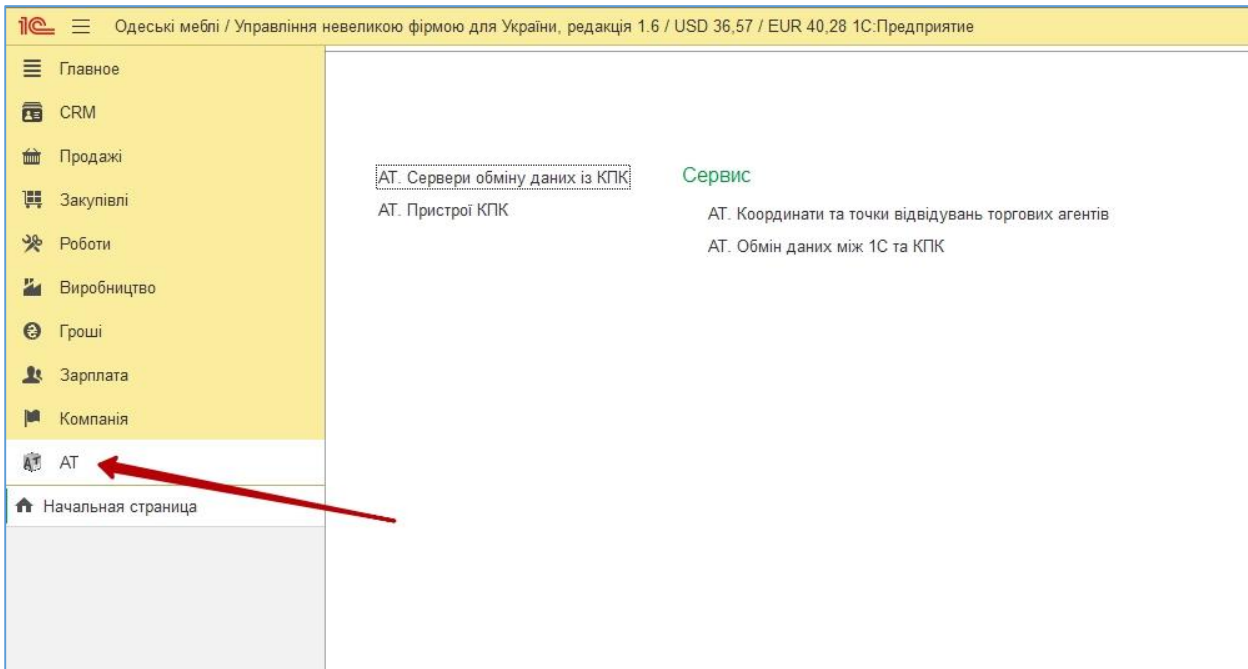 1С Одеські меблі / Управління невеликою фірмою для України, редакція 1.6 / USD 36,57 / EUR 40,28 1С:Предприятие
Главное
CRM
Продажі
Закупівлі
Роботи
Виробництво
Гроші
Зарплата
Компанія
АТ
Начальная страница
АТ. Сервери обміну даних із КПК
АТ. Пристрої КПК
Сервис
АТ. Координати та точки відвідувань торгових агентів
АТ. Обмін даних між 1С та КПК